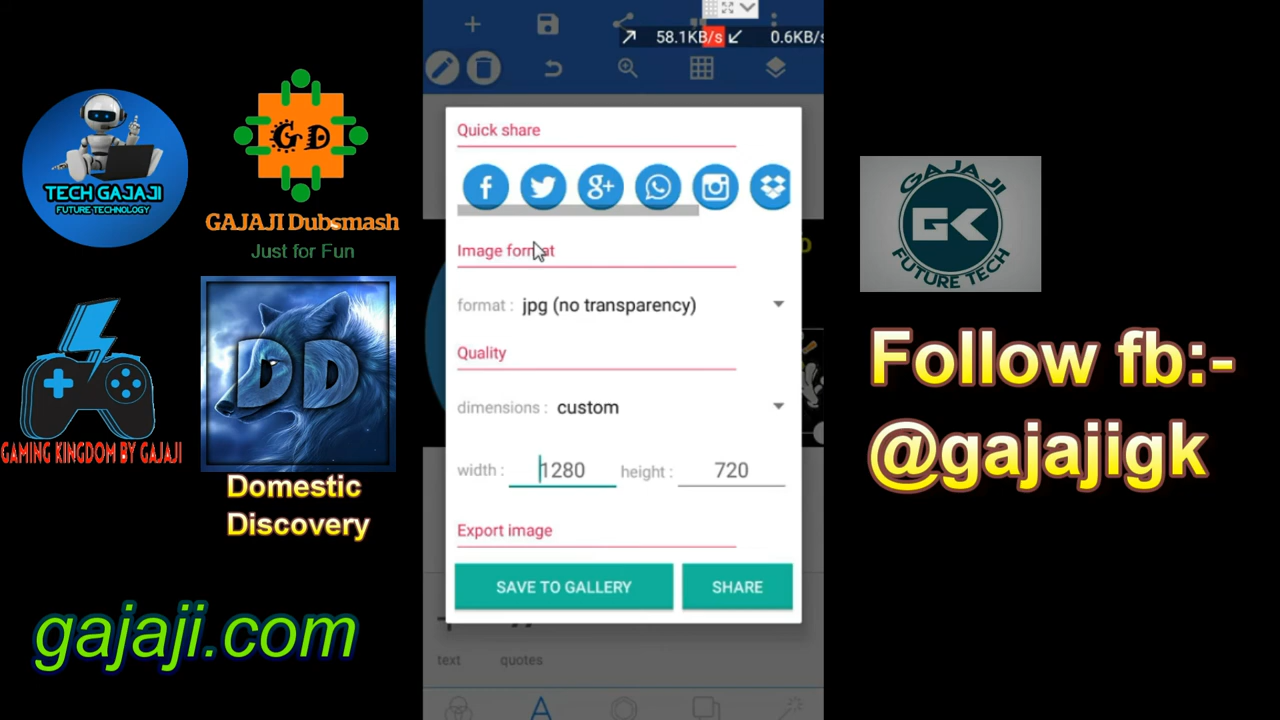 TECH GAJAJI
FUTURE TECHNOLOGY
GD
GAJAJI Dubsmash
Just for Fun
GAMING KINGDOM BY GAJAJI
DD
Domestic
Discovery
gajaji.com
58.1KB/s
0.6KB/s
Quick share
Image format
format : jpg (no transparency)
Quality
dimensions : custom
width : 1280 height : 720
Export image
SAVE TO GALLERY SHARE
text quotes
A
GAJAJI
GK
FUTURE TECH
Follow fb:-
@gajajigk